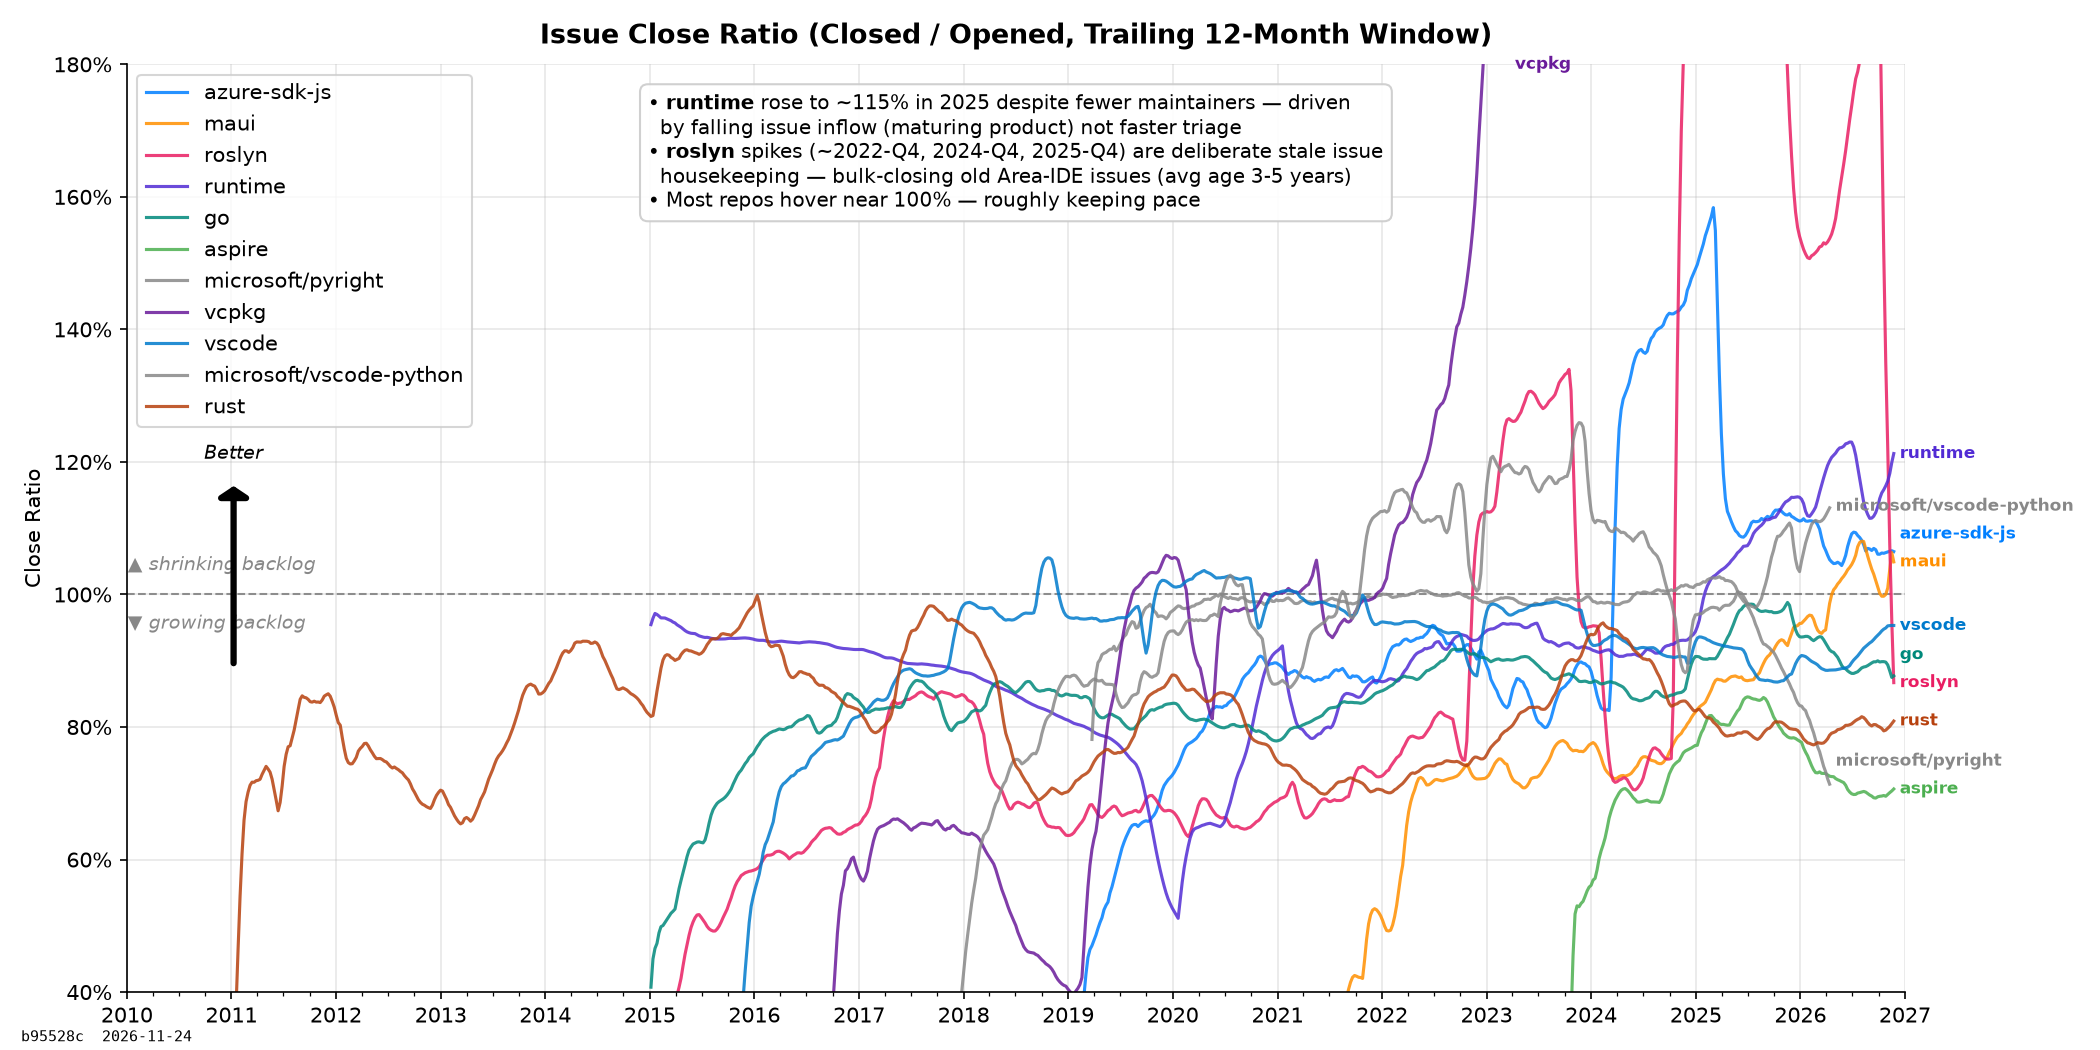 Issue Close Ratio (Closed / Opened, Trailing 12-Month Window)
180%
160%
140%
120%
100%
80%
60%
40%
Close Ratio
azure-sdk-js
maui
roslyn
runtime
go
aspire
microsoft/pyright
vcpkg
vscode
microsoft/vscode-python
rust
Better
▲ shrinking backlog
▼ growing backlog
• runtime rose to ~115% in 2025 despite fewer maintainers — driven
by falling issue inflow (maturing product) not faster triage
• roslyn spikes (~2022-Q4, 2024-Q4, 2025-Q4) are deliberate stale issue
housekeeping — bulk-closing old Area-IDE issues (avg age 3-5 years)
• Most repos hover near 100% — roughly keeping pace
vcpkg
runtime
microsoft/vscode-python
azure-sdk-js
maui
vscode
go
roslyn
rust
microsoft/pyright
aspire
2010 2011 2012 2013 2014 2015 2016 2017 2018 2019 2020 2021 2022 2023 2024 2025 2026 2027
b95528c 2026-11-24